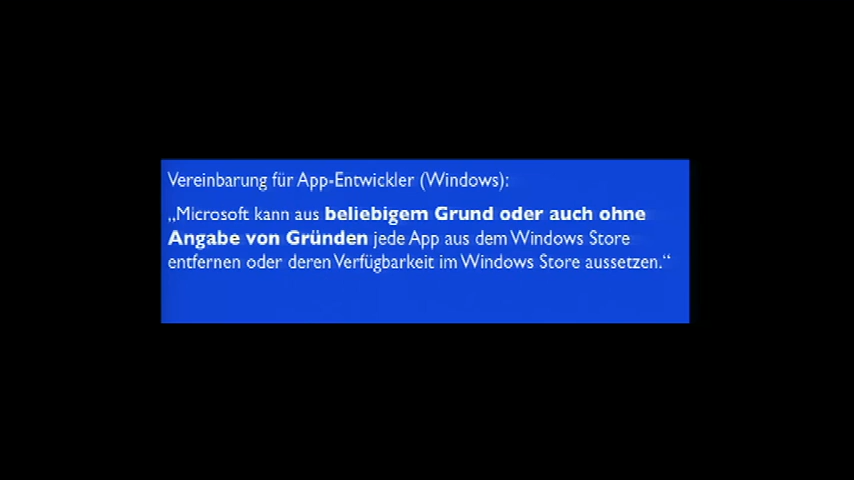 Vereinbarung für App-Entwickler (Windows):
„Microsoft kann aus beliebigem Grund oder auch ohne
Angabe von Gründen jede App aus dem Windows Store
entfernen oder deren Verfügbarkeit im Windows Store aussetzen.“